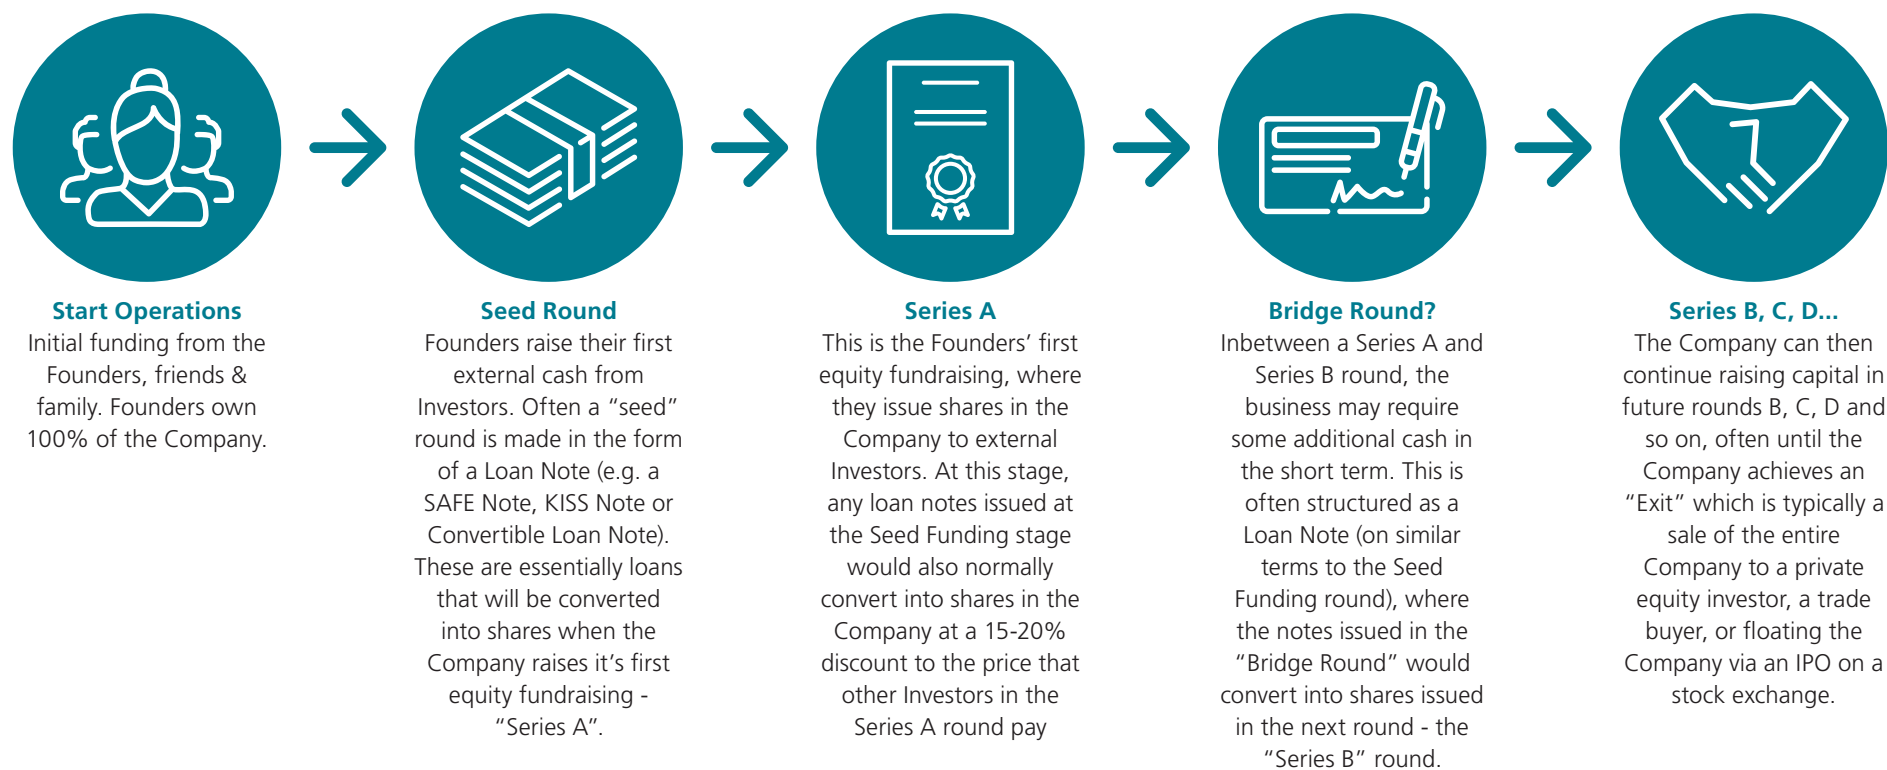 Start Operations
Initial funding from the
Founders, friends &
family. Founders own
100% of the Company.
Seed Round
Founders raise their first
external cash from
Investors. Often a “seed”
round is made in the form
of a Loan Note (e.g. a
SAFE Note, KISS Note or
Convertible Loan Note).
These are essentially loans
that will be converted
into shares when the
Company raises it’s first
equity fundraising -
“Series A”.
Series A
This is the Founders’ first
equity fundraising, where
they issue shares in the
Company to external
Investors. At this stage,
any loan notes issued at
the Seed Funding stage
would also normally
convert into shares in the
Company at a 15-20%
discount to the price that
other Investors in the
Series A round pay
Bridge Round?
Inbetween a Series A and
Series B round, the
business may require
some additional cash in
the short term. This is
often structured as a
Loan Note (on similar
terms to the Seed
Funding round), where
the notes issued in the
“Bridge Round” would
convert into shares issued
in the next round - the
“Series B” round.
Series B, C, D...
The Company can then
continue raising capital in
future rounds B, C, D and
so on, often until the
Company achieves an
“Exit” which is typically a
sale of the entire
Company to a private
equity investor, a trade
buyer, or floating the
Company via an IPO on a
stock exchange.